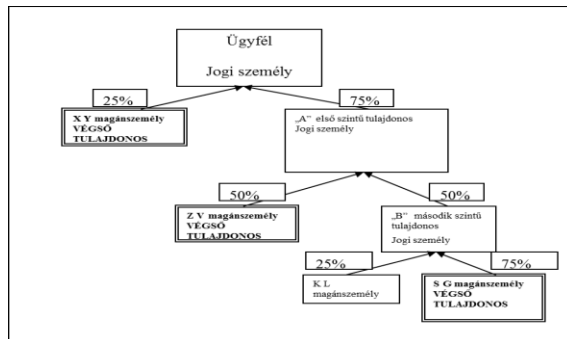 Ügyfél
Jogi személy
25%
75%
X Y magánszemély
VÉGSŐ
TULAJDONOS
„A” első szintű tulajdonos
Jogi személy
50%
50%
Z V magánszemély
VÉGSŐ
TULAJDONOS
„B” második szintű
tulajdonos
Jogi személy
25%
75%
K L
magánszemély
S G magánszemély
VÉGSŐ
TULAJDONOS